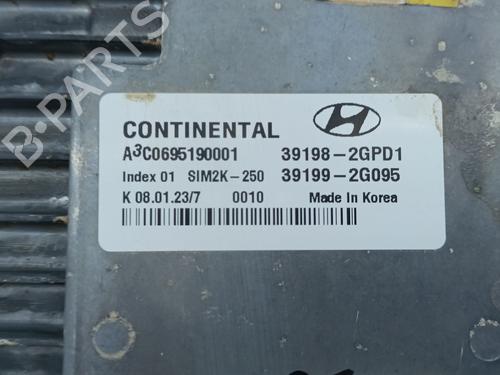 B-PARTS
CONTINENTAL
A3C0695190001 39198-2GPD1
Index 01 SIM2K-250 39199-2G095
K 08.01.23/7 0010 Made in Korea